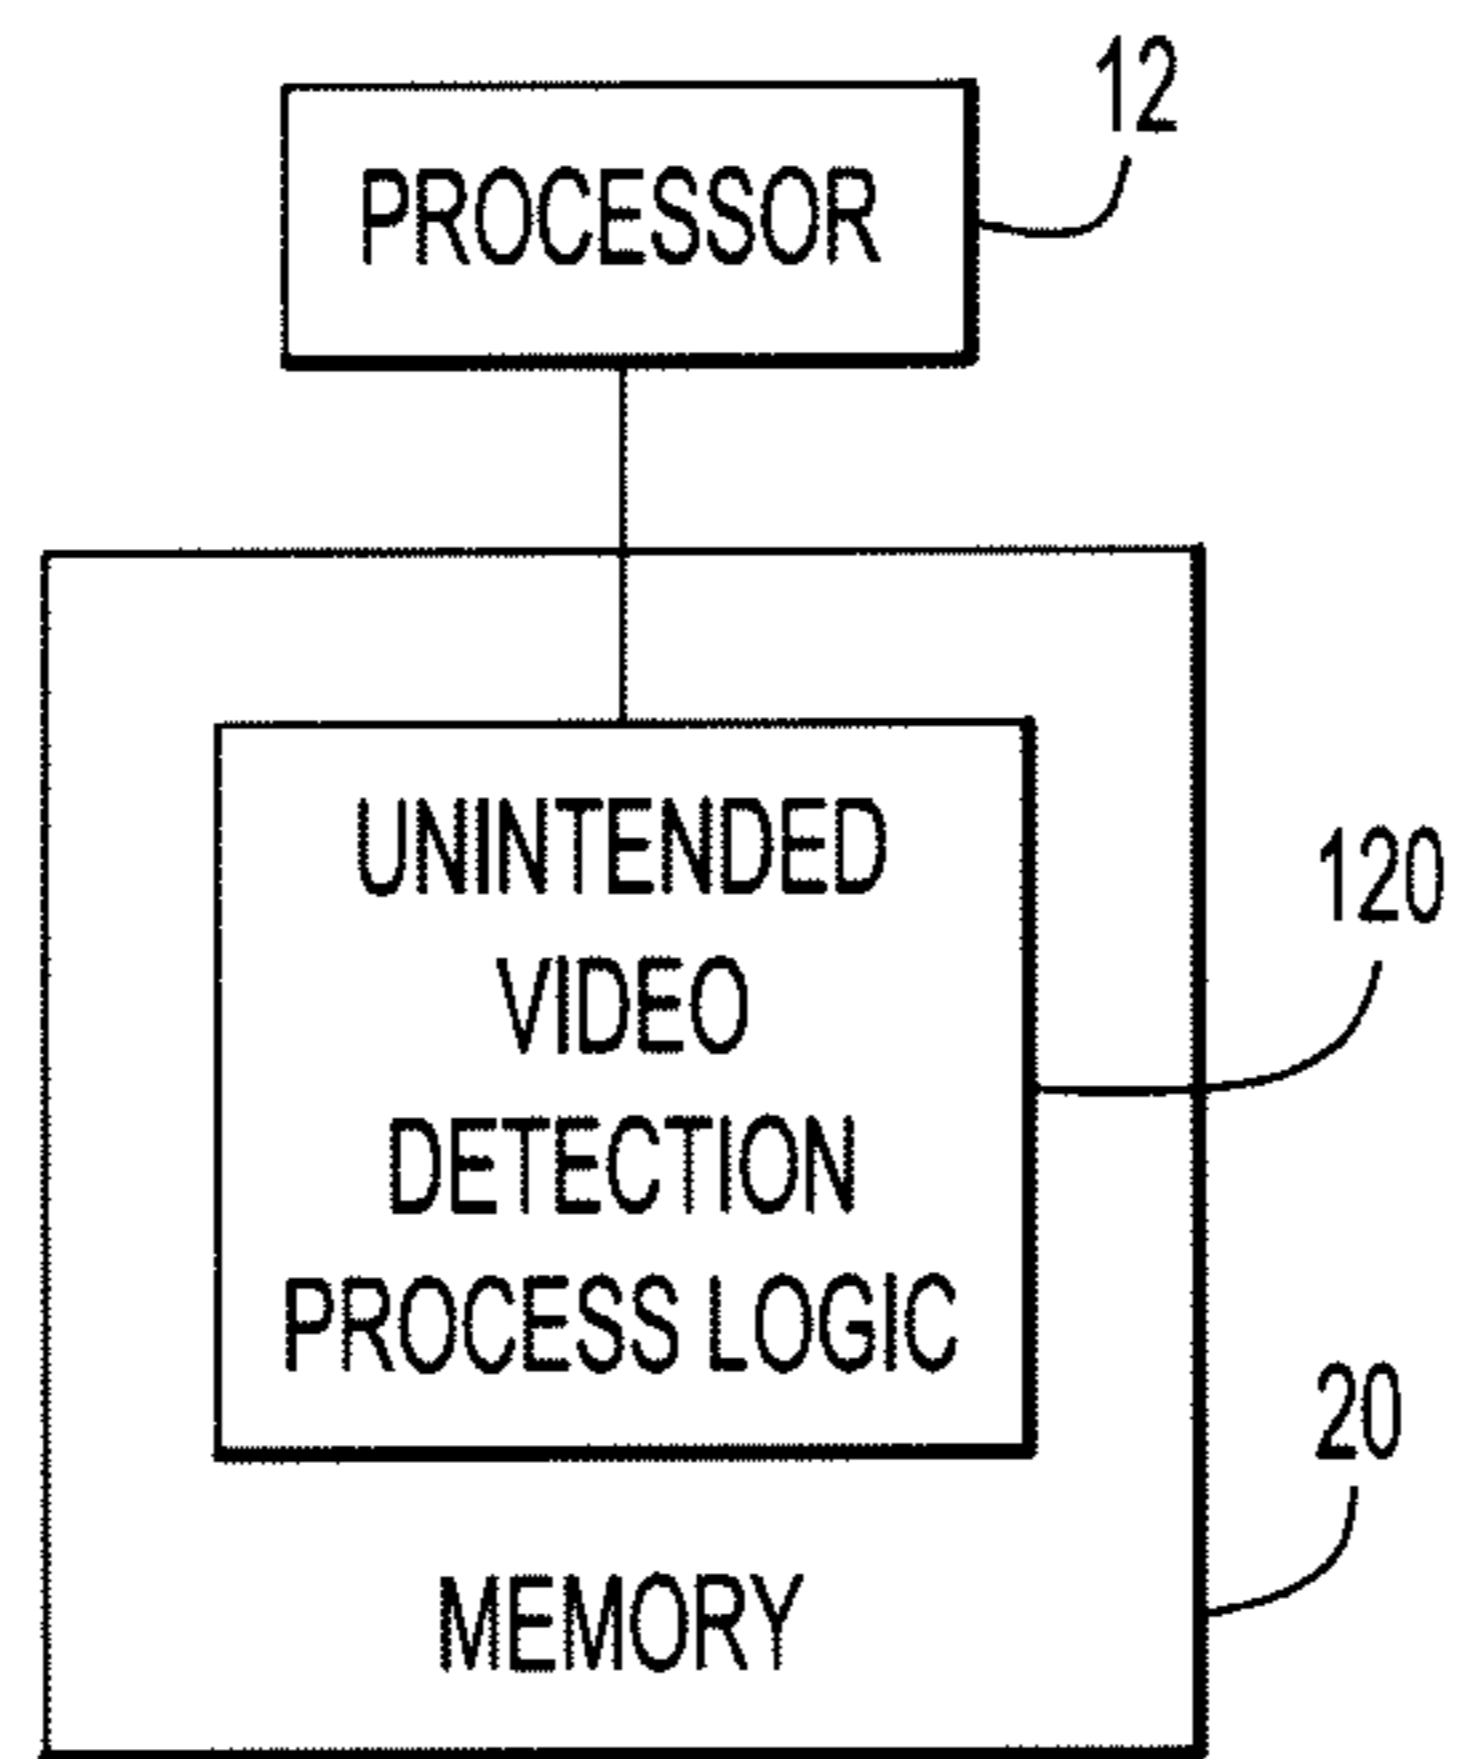 12
PROCESSOR
UNINTENDED
VIDEO
DETECTION
PROCESS LOGIC
120
20
MEMORY